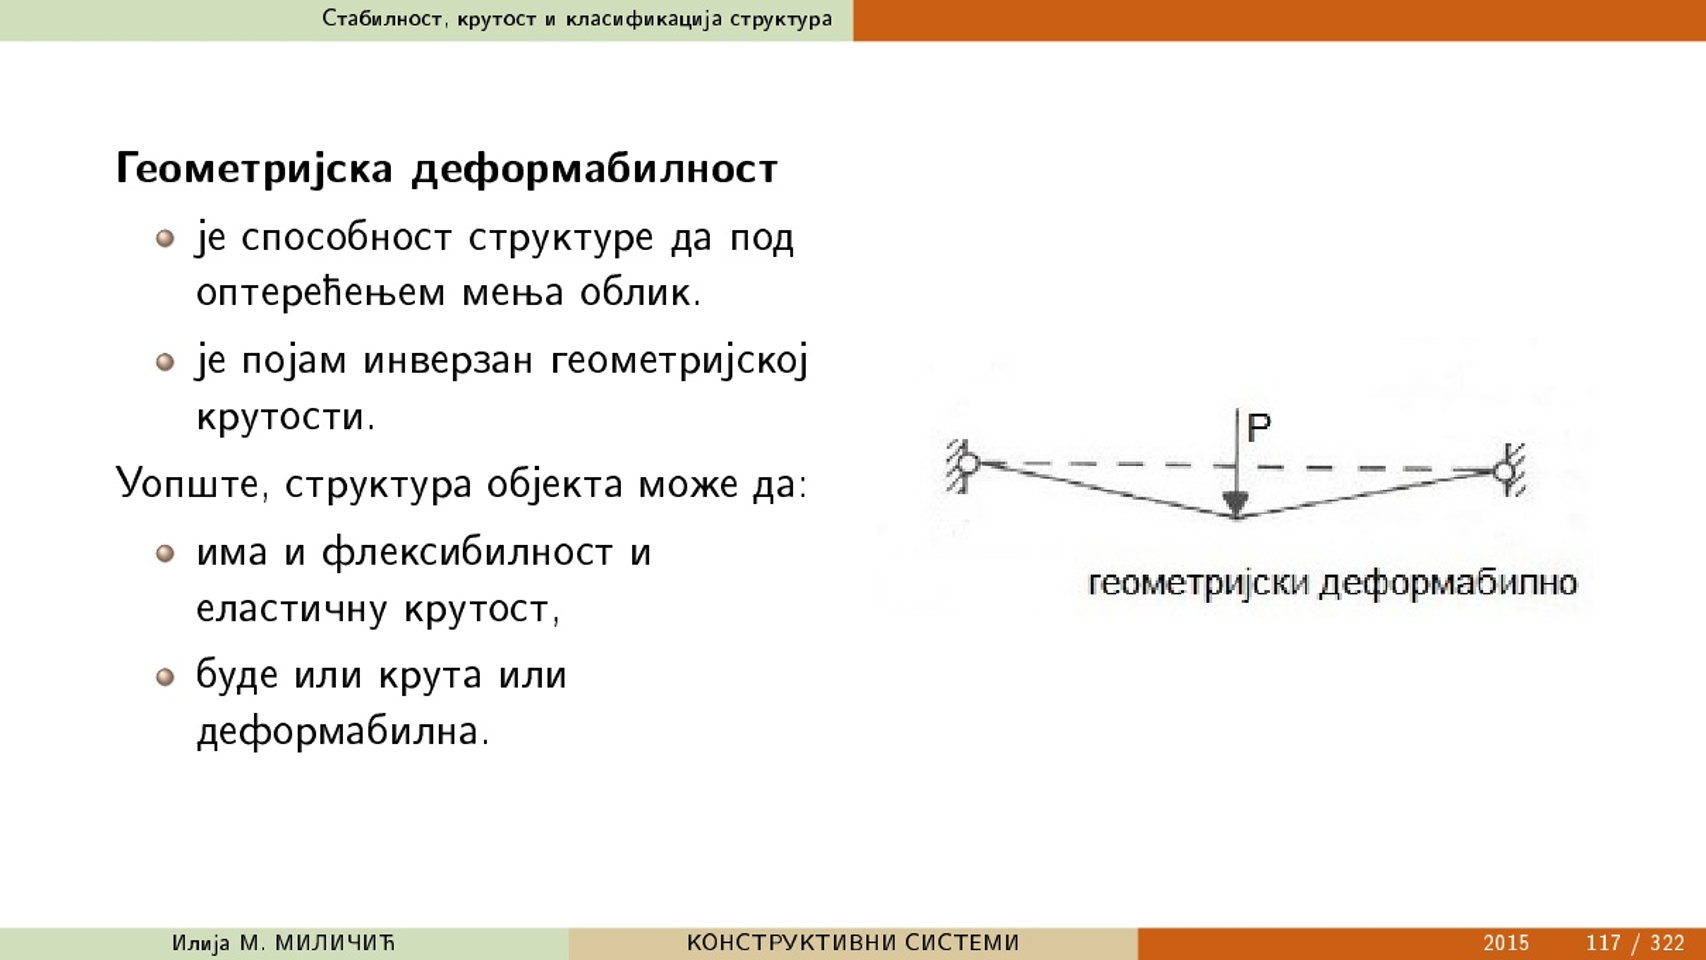 Стабилност, крутост и класификација структура
Геометријска деформабилност
је способност структуре да под
оптерећењем мења облик.
је појам инверзан геометријској
крутости.
Уопште, структура објекта може да:
има и флексибилност и
еластичну крутост,
буде или крута или
деформабилна.
P
геометријски деформабилно
Илија М. МИЛИЧИЋ
КОНСТРУКТИВНИ СИСТЕМИ
2015
117 / 322